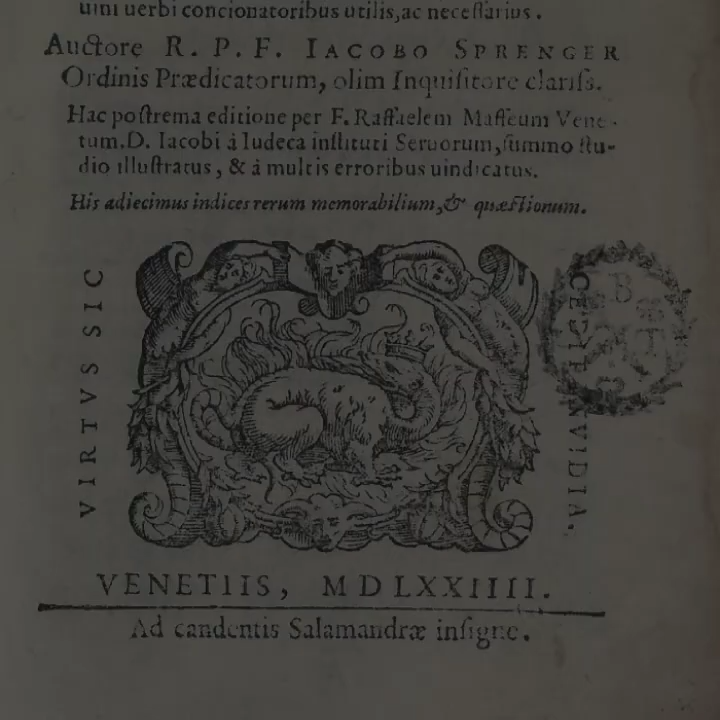 uini uerbi concionatoribus utilis, ac necessarius.
Auctore R. P. F. IACOBO SPRENGER
Ordinis Prædicatorum, olim Inquisitore clariss.
Hac postrema editione per F. Raffaelem Maffeum Vene-
tum. D. Iacobi à Iudeca instituti Seruorum, summo stu-
dio illustratus, & à multis erroribus uindicatus.
His adiecimus indices rerum memorabilium, & quæstionum.
VIRTVS SIC
CEDIT INVIDIA.
VENETIIS, MDLXXIIII.
Ad candentis Salamandræ insigne.